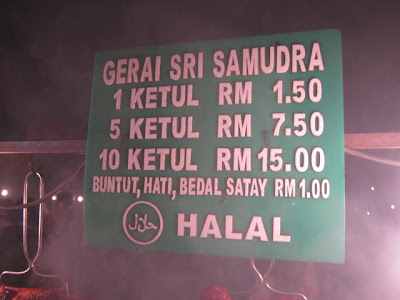 GERAI SRI SAMUDRA
1 KETUL RM 1.50
5 KETUL RM 7.50
10 KETUL RM 15.00
BUNTUT, HATI, BEDAL SATAY RM 1.00
حلال HALAL